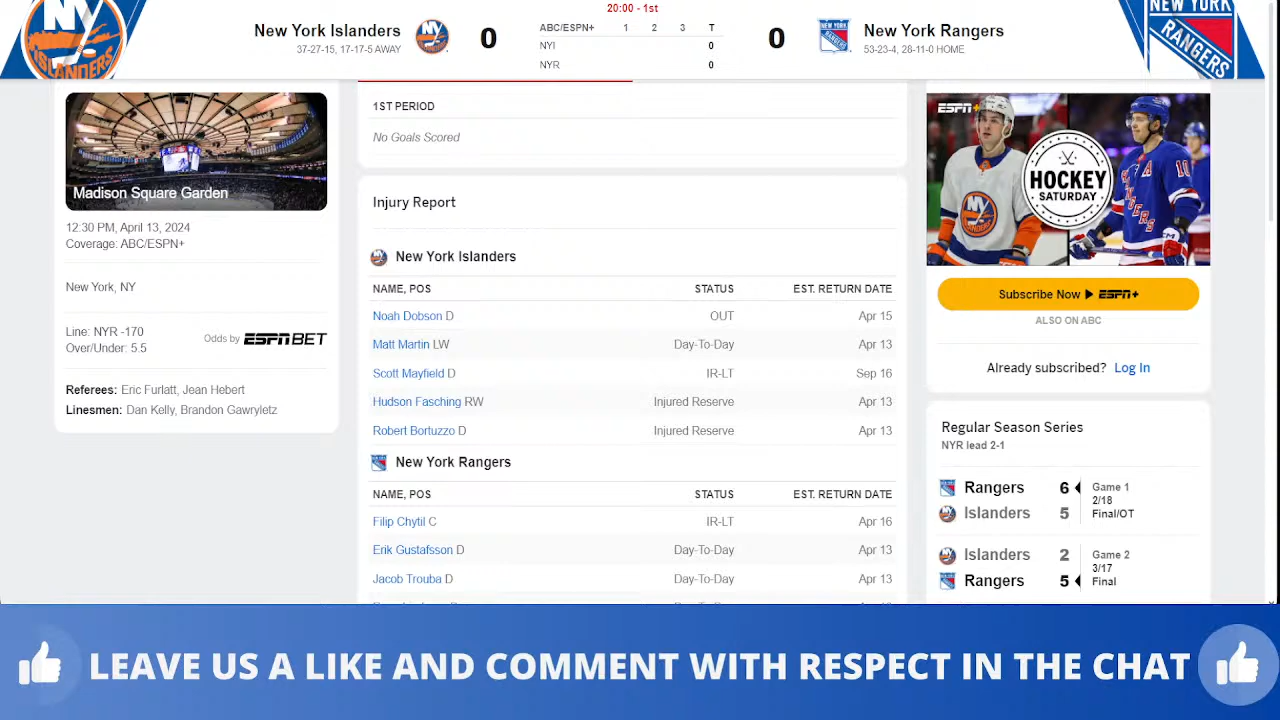 20:00 - 1st
New York Islanders
37-27-15, 17-17-5 AWAY
0
ABC/ESPN+ 1 2 3 T
NYI 0
NYR 0
0
New York Rangers
53-23-4, 28-11-0 HOME
NEW YORK
RANGERS
NY
ISLANDERS
Madison Square Garden
12:30 PM, April 13, 2024
Coverage: ABC/ESPN+
New York, NY
Line: NYR -170
Over/Under: 5.5
Odds by ESPN BET
Referees: Eric Furlatt, Jean Hebert
Linesmen: Dan Kelly, Brandon Gawryletz
1ST PERIOD
No Goals Scored
Injury Report
New York Islanders
NAME, POS STATUS EST. RETURN DATE
Noah Dobson D OUT Apr 15
Matt Martin LW Day-To-Day Apr 13
Scott Mayfield D IR-LT Sep 16
Hudson Fasching RW Injured Reserve Apr 13
Robert Bortuzzo D Injured Reserve Apr 13
New York Rangers
NAME, POS STATUS EST. RETURN DATE
Filip Chytil C IR-LT Apr 16
Erik Gustafsson D Day-To-Day Apr 13
Jacob Trouba D Day-To-Day Apr 13
ESPN+
HOCKEY
SATURDAY
Subscribe Now ESPN+
ALSO ON ABC
Already subscribed? Log In
Regular Season Series
NYR lead 2-1
Rangers 6 Game 1
2/18
Islanders 5 Final/OT
Islanders 2 Game 2
3/17
Rangers 5 Final
LEAVE US A LIKE AND COMMENT WITH RESPECT IN THE CHAT